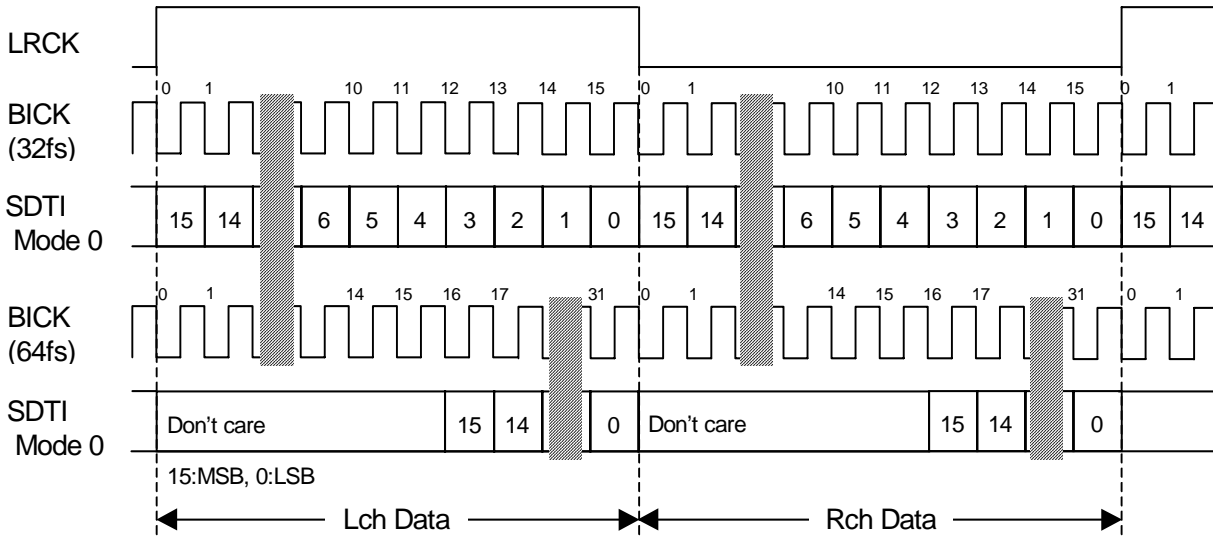 LRCK
0 1 10 11 12 13 14 15 0 1 10 11 12 13 14 15 0 1
BICK
(32fs)
SDTI
Mode 0
15 14 6 5 4 3 2 1 0 15 14 6 5 4 3 2 1 0 15 14
0 1 14 15 16 17 31 0 1 14 15 16 17 31 0 1
BICK
(64fs)
SDTI
Mode 0
Don't care 15 14 0 Don't care 15 14 0
15:MSB, 0:LSB
Lch Data Rch Data